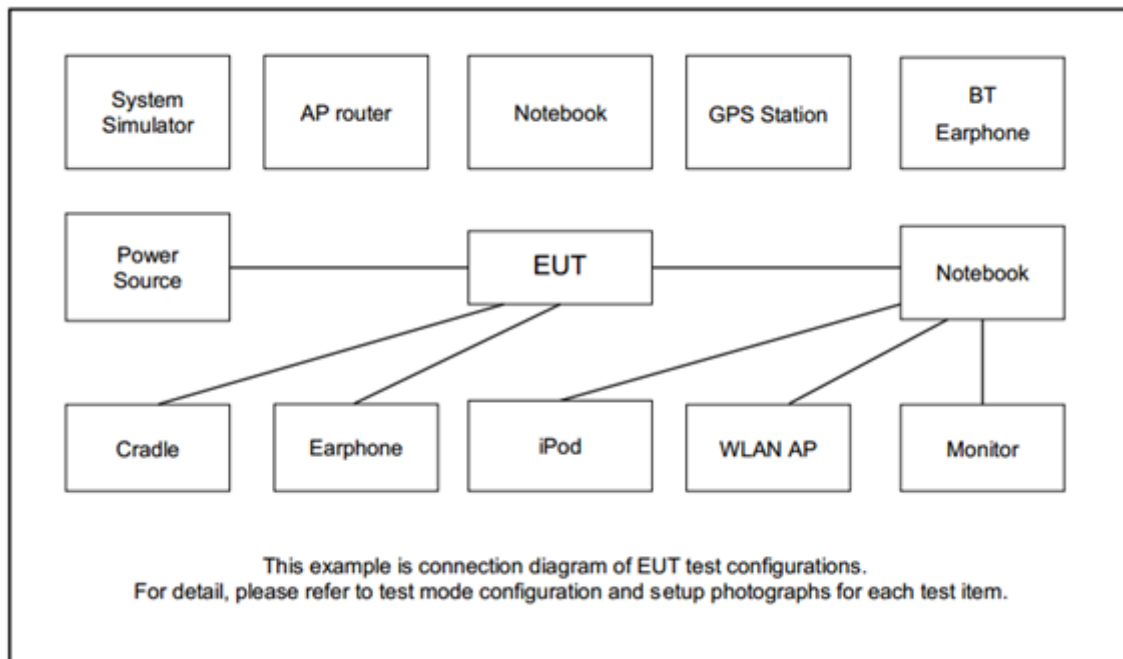 System
Simulator
AP router
Notebook
GPS Station
BT
Earphone
Power
Source
EUT
Notebook
Cradle
Earphone
iPod
WLAN AP
Monitor
This example is connection diagram of EUT test configurations.
For detail, please refer to test mode configuration and setup photographs for each test item.